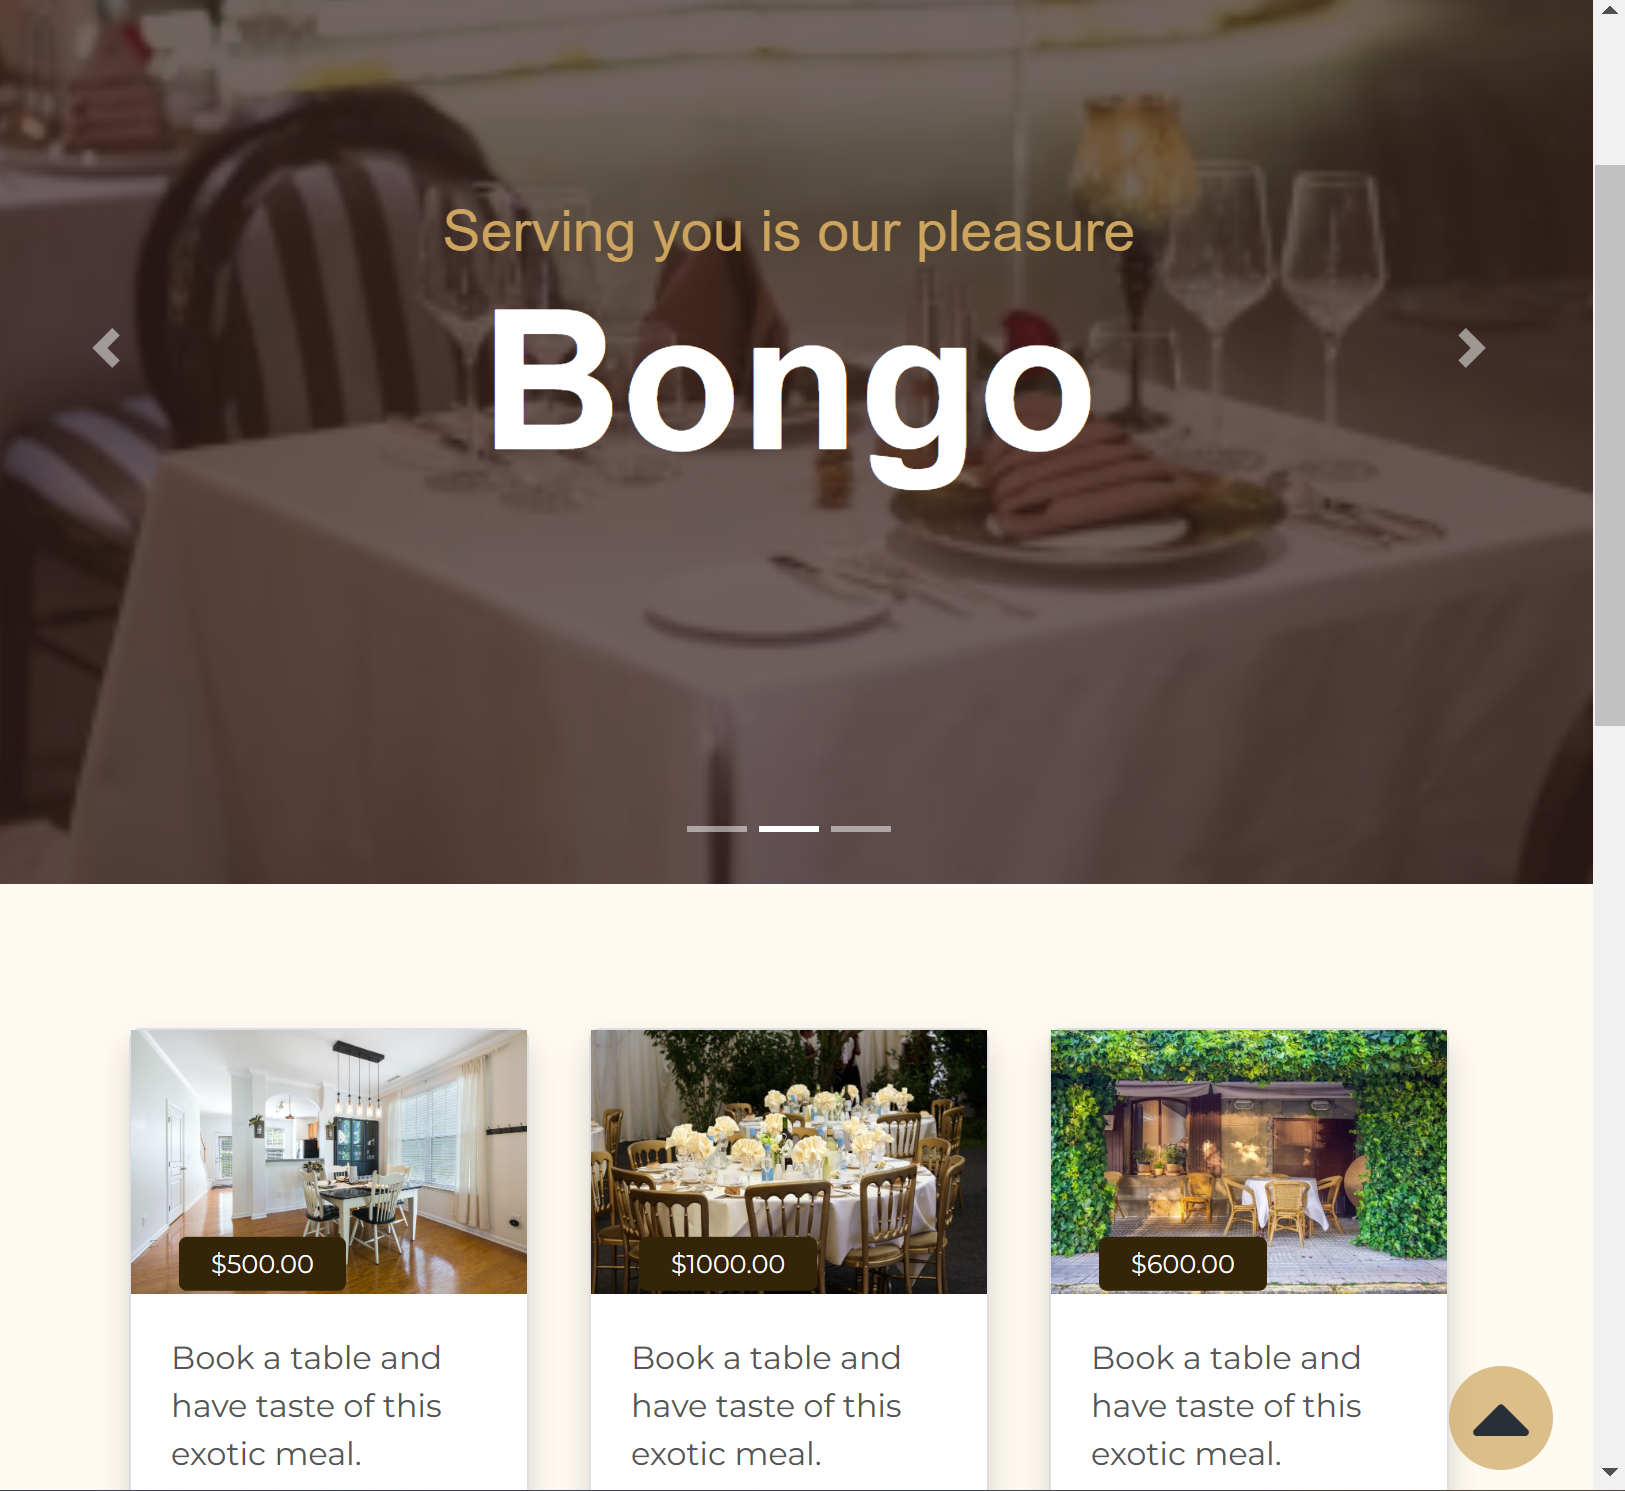 Serving you is our pleasure
Bongo
$500.00
$1000.00
$600.00
Book a table and
have taste of this
exotic meal.
Book a table and
have taste of this
exotic meal.
Book a table and
have taste of this
exotic meal.